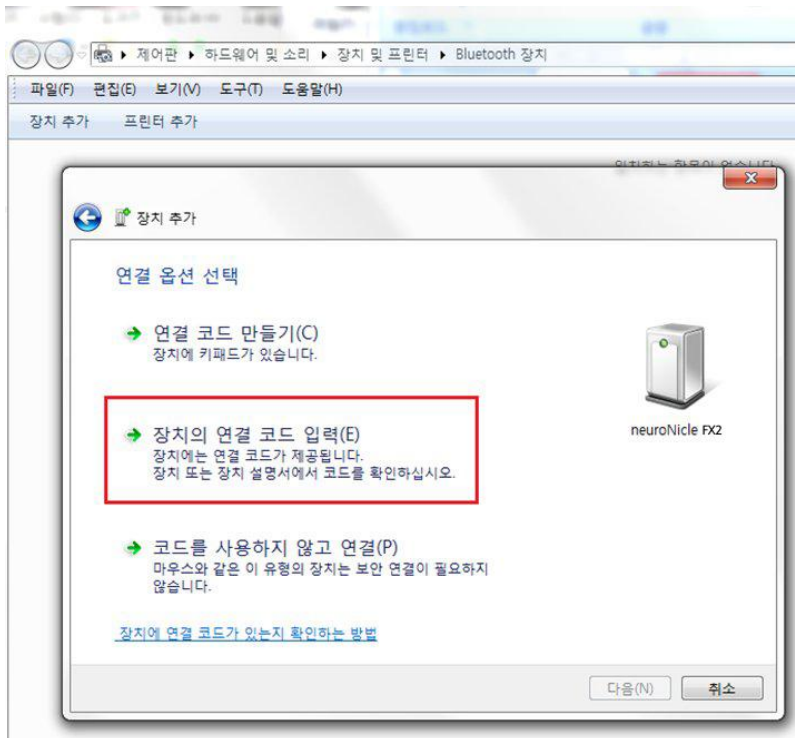 제어판 ▸ 하드웨어 및 소리 ▸ 장치 및 프린터 ▸ Bluetooth 장치
파일(F) 편집(E) 보기(V) 도구(T) 도움말(H)
장치 추가 프린터 추가
장치 추가
연결 옵션 선택
연결 코드 만들기(C)
장치에 키패드가 있습니다.
장치의 연결 코드 입력(E)
장치에는 연결 코드가 제공됩니다.
장치 또는 장치 설명서에서 코드를 확인하십시오.
neuroNicle FX2
코드를 사용하지 않고 연결(P)
마우스와 같은 이 유형의 장치는 보안 연결이 필요하지
않습니다.
장치에 연결 코드가 있는지 확인하는 방법
다음(N) 취소